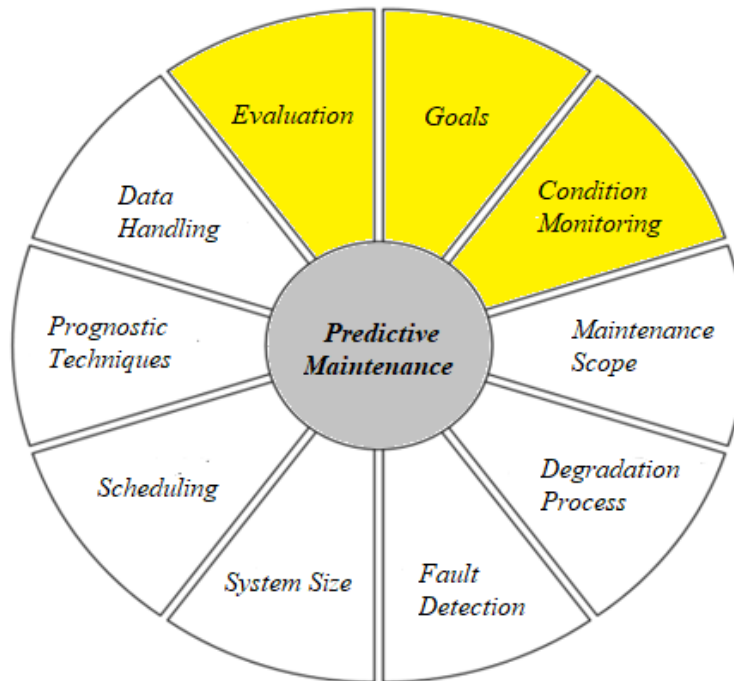 Evaluation
Goals
Condition
Monitoring
Maintenance
Scope
Degradation
Process
Fault
Detection
System Size
Scheduling
Prognostic
Techniques
Data
Handling
Predictive
Maintenance